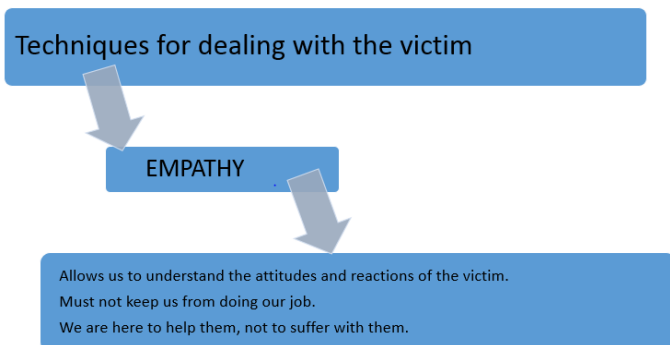 Techniques for dealing with the victim
EMPATHY
Allows us to understand the attitudes and reactions of the victim.
Must not keep us from doing our job.
We are here to help them, not to suffer with them.